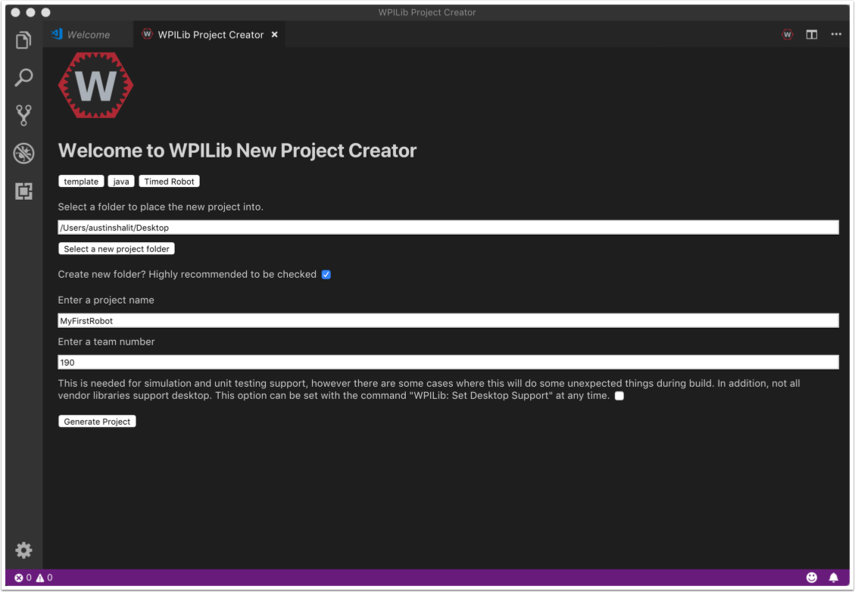 WPILib Project Creator
Welcome
W WPILib Project Creator ×
W
W
Welcome to WPILib New Project Creator
template java Timed Robot
Select a folder to place the new project into.
/Users/austinshalit/Desktop
Select a new project folder
Create new folder? Highly recommended to be checked
Enter a project name
MyFirstRobot
Enter a team number
190
This is needed for simulation and unit testing support, however there are some cases where this will do some unexpected things during build. In addition, not all
vendor libraries support desktop. This option can be set with the command "WPILib: Set Desktop Support" at any time.
Generate Project
0 0